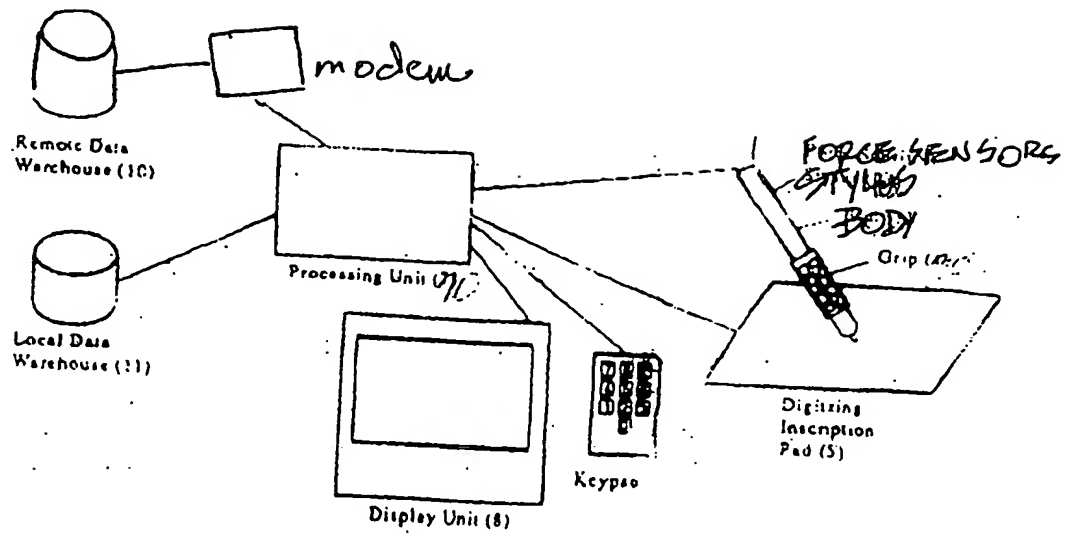 modem
Remote Data
Warehouse (10)
FORCE SENSORS
STYLUS
BODY
Grip
Processing Unit
Local Data
Warehouse (11)
Display Unit (8)
Keypad
Digitizing
Inscription
Pad (5)